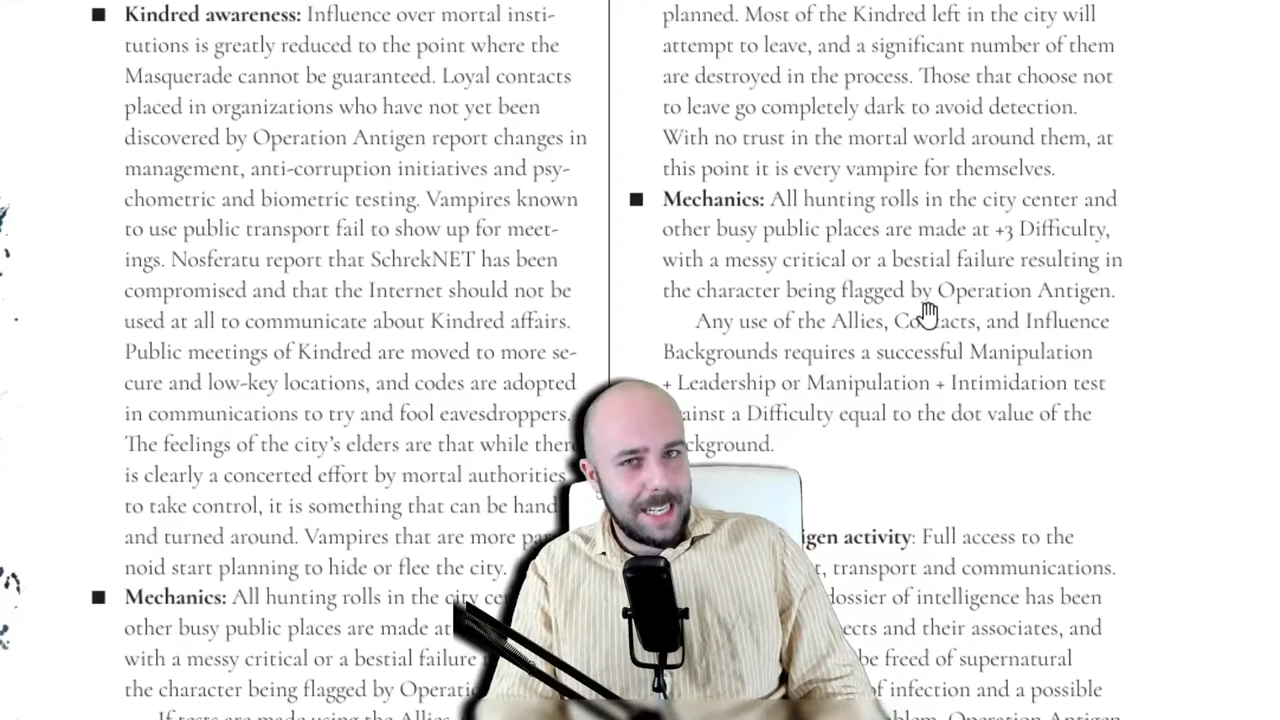 ■ Kindred awareness: Influence over mortal insti-
tutions is greatly reduced to the point where the
Masquerade cannot be guaranteed. Loyal contacts
placed in organizations who have not yet been
discovered by Operation Antigen report changes in
management, anti-corruption initiatives and psy-
chometric and biometric testing. Vampires known
to use public transport fail to show up for meet-
ings. Nosferatu report that SchrekNET has been
compromised and that the Internet should not be
used at all to communicate about Kindred affairs.
Public meetings of Kindred are moved to more se-
cure and low-key locations, and codes are adopted
in communications to try and fool eavesdroppers.
The feelings of the city's elders are that while
is clearly a concerted effort by mortal authorities
to take control, it is something that can be
and turned around. Vampires that are more
noid start planning to hide or flee the city.
■ Mechanics: All hunting rolls in the city
other busy public places are made at
with a messy critical or a bestial failure
the character being flagged by
If tests are made using the Allies
planned. Most of the Kindred left in the city will
attempt to leave, and a significant number of them
are destroyed in the process. Those that choose not
to leave go completely dark to avoid detection.
With no trust in the mortal world around them, at
this point it is every vampire for themselves.
■ Mechanics: All hunting rolls in the city center and
other busy public places are made at +3 Difficulty,
with a messy critical or a bestial failure resulting in
the character being flagged by Operation Antigen.
Any use of the Allies, and Influence
Backgrounds requires a successful Manipulation
+ Leadership or Manipulation + Intimidation test
a Difficulty equal to the dot value of the
activity: Full access to the
transport and communications.
dossier of intelligence has been
and their associates, and
be freed of supernatural
of infection and a possible
Operation Antigen